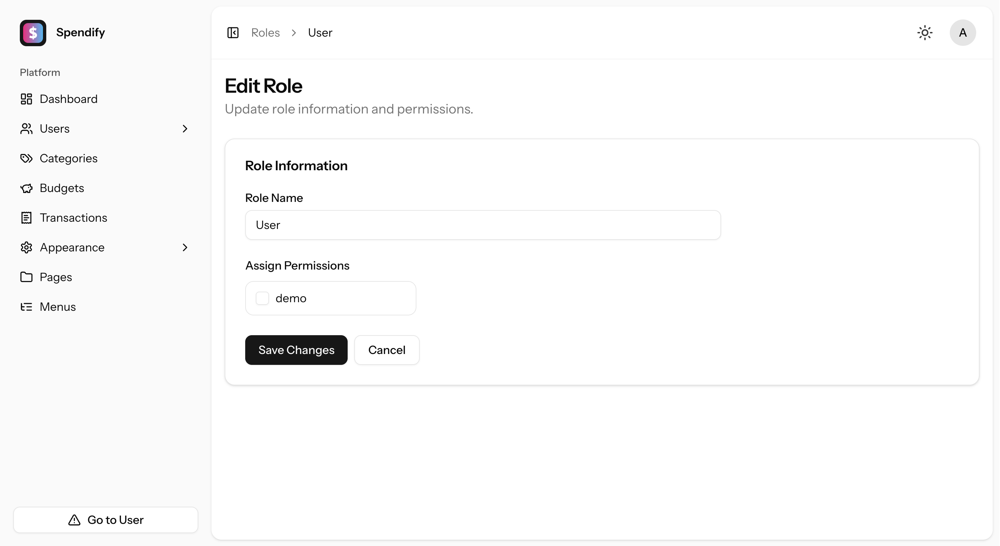 Spendify
Platform
Dashboard
Users
Categories
Budgets
Transactions
Appearance
Pages
Menus
Go to User
Roles > User
A
Edit Role
Update role information and permissions.
Role Information
Role Name
User
Assign Permissions
demo
Save Changes
Cancel